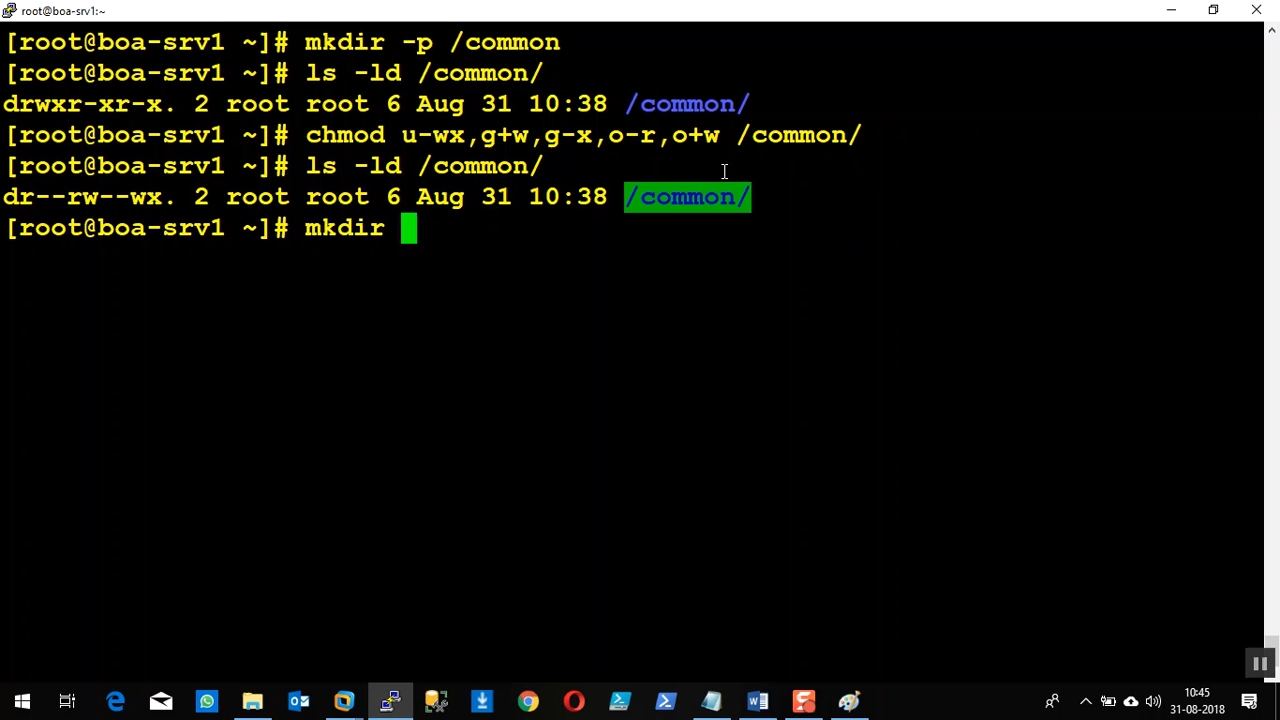 root@boa-srv1:~
[root@boa-srv1 ~]# mkdir -p /common
[root@boa-srv1 ~]# ls -ld /common/
drwxr-xr-x. 2 root root 6 Aug 31 10:38 /common/
[root@boa-srv1 ~]# chmod u-wx,g+w,g-x,o-r,o+w /common/
[root@boa-srv1 ~]# ls -ld /common/
dr--rw--wx. 2 root root 6 Aug 31 10:38 /common/
[root@boa-srv1 ~]# mkdir
10:45
31-08-2018